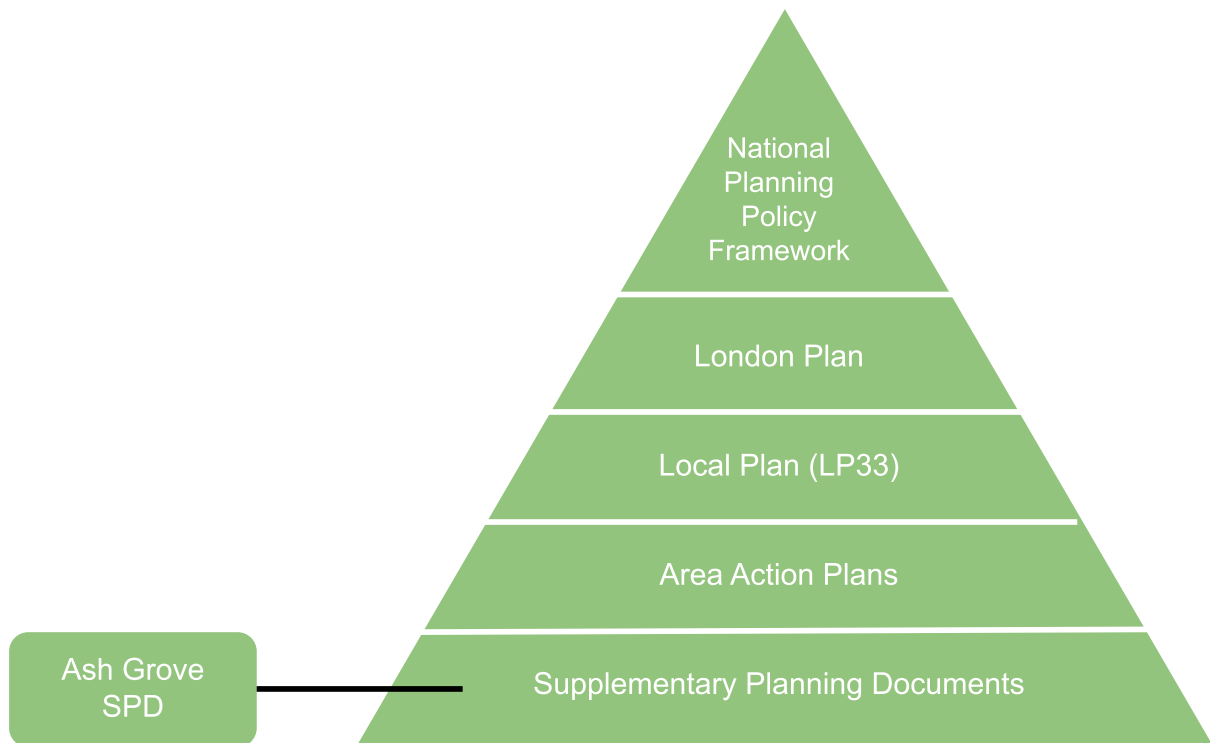 National
Planning
Policy
Framework
London Plan
Local Plan (LP33)
Area Action Plans
Ash Grove
SPD
Supplementary Planning Documents